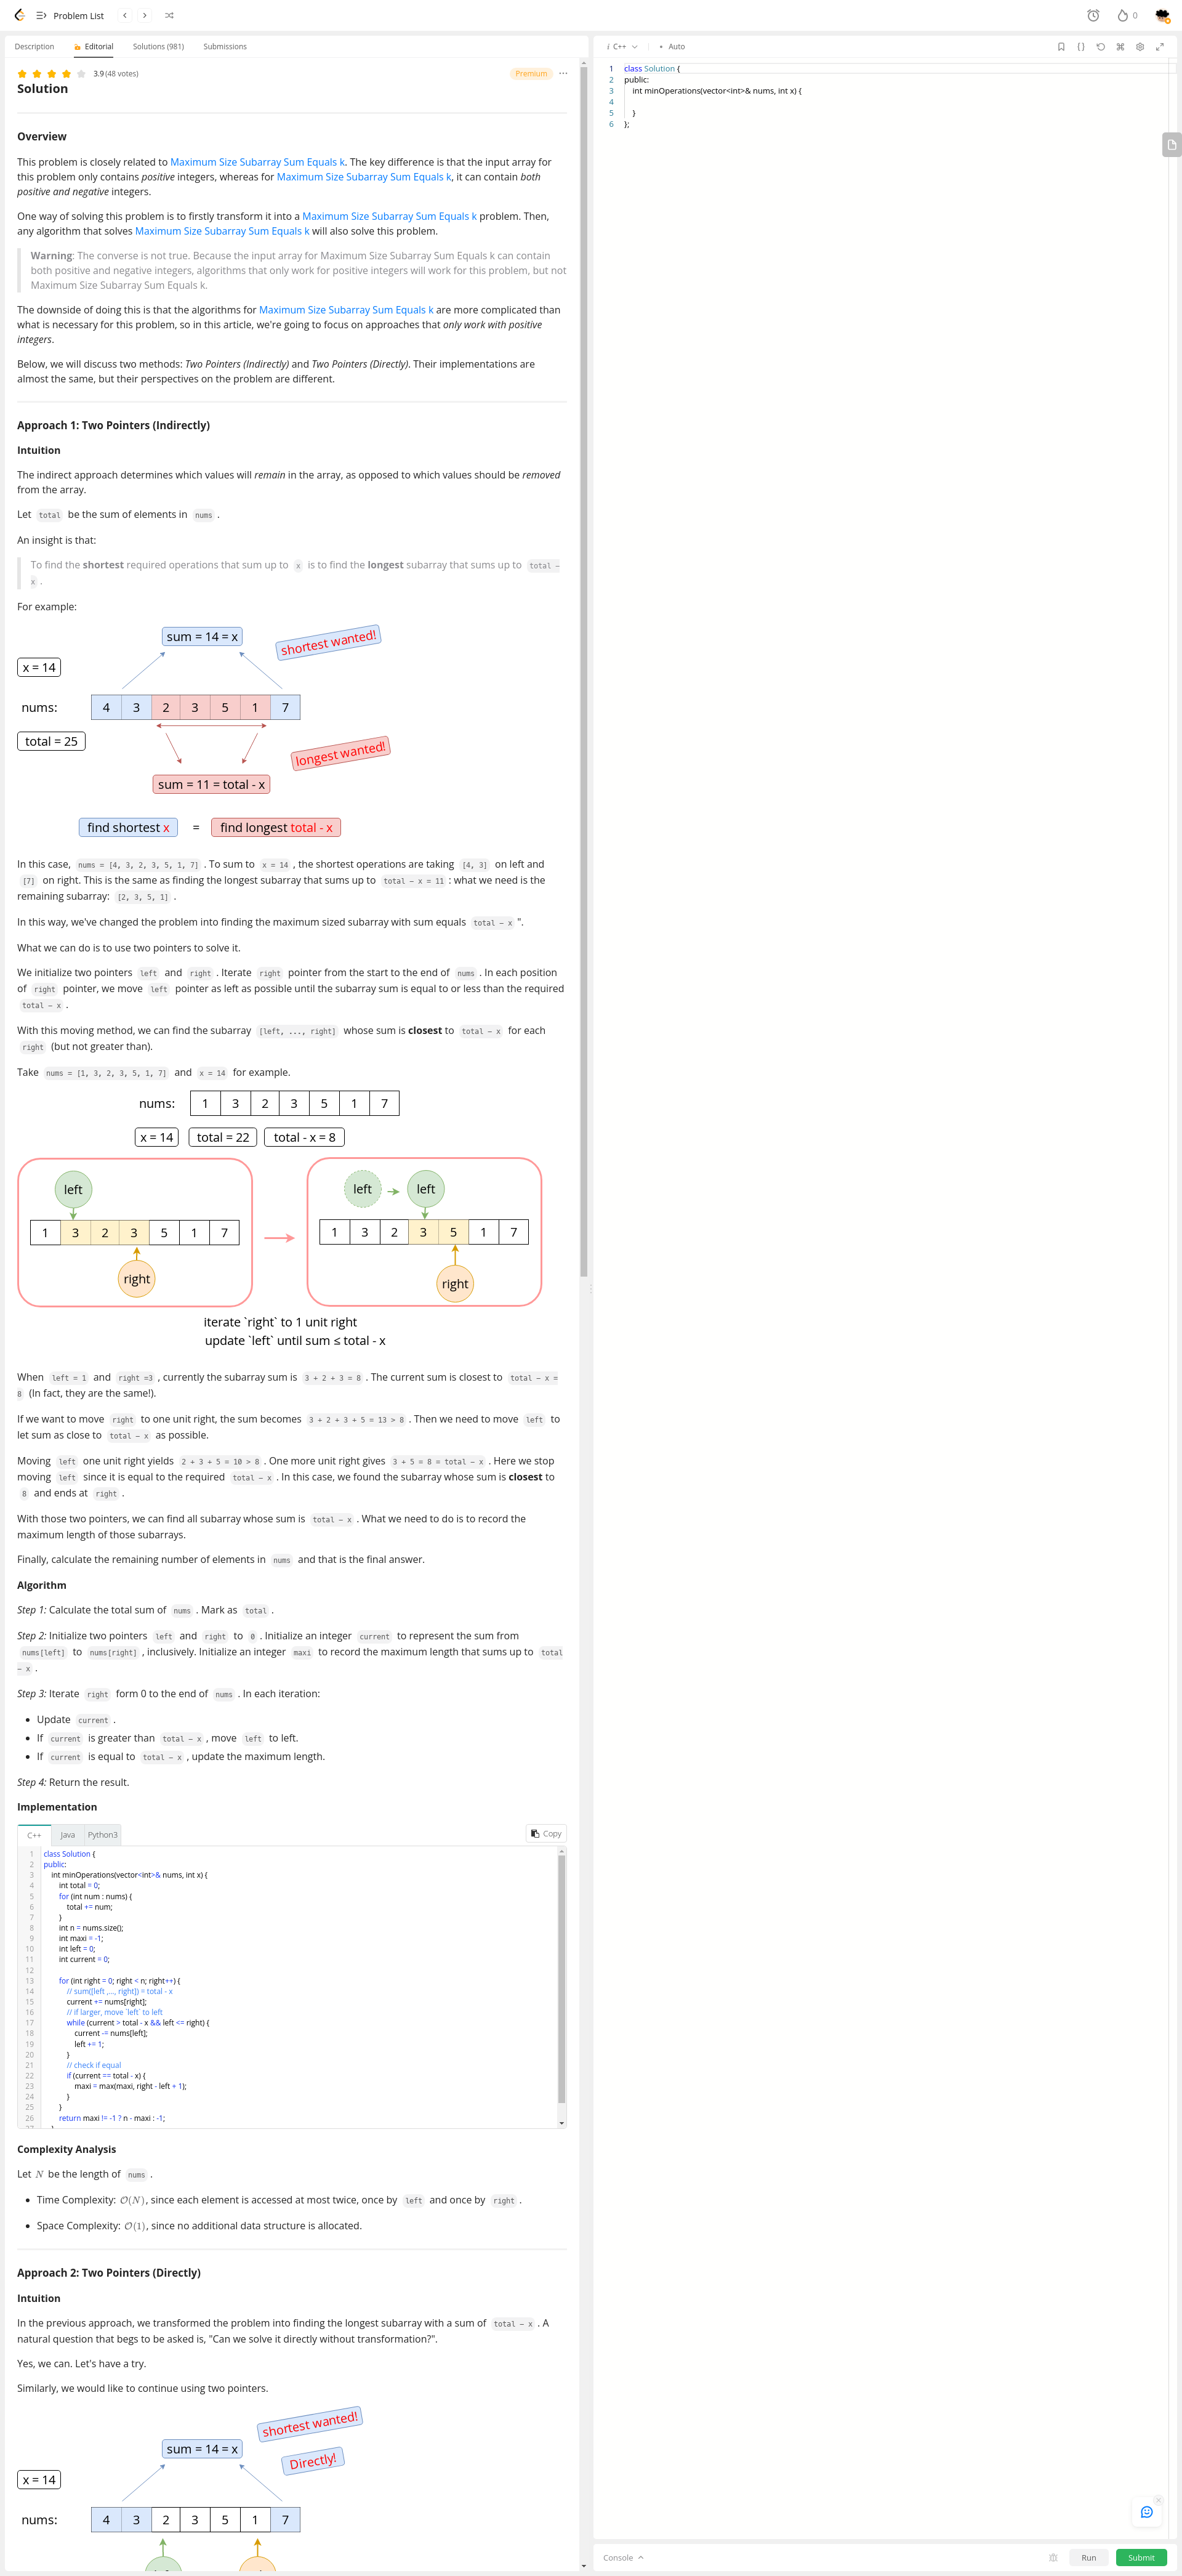 Problem List
0
Description Editorial Solutions (981) Submissions
3.9 (48 votes)
Premium
Solution
Overview
This problem is closely related to Maximum Size Subarray Sum Equals k. The key difference is that the input array for
this problem only contains positive integers, whereas for Maximum Size Subarray Sum Equals k, it can contain both
positive and negative integers.
One way of solving this problem is to firstly transform it into a Maximum Size Subarray Sum Equals k problem. Then,
any algorithm that solves Maximum Size Subarray Sum Equals k will also solve this problem.
Warning: The converse is not true. Because the input array for Maximum Size Subarray Sum Equals k can contain
both positive and negative integers, algorithms that only work for positive integers will work for this problem, but not
Maximum Size Subarray Sum Equals k.
The downside of doing this is that the algorithms for Maximum Size Subarray Sum Equals k are more complicated than
what is necessary for this problem, so in this article, we're going to focus on approaches that only work with positive
integers.
Below, we will discuss two methods: Two Pointers (Indirectly) and Two Pointers (Directly). Their implementations are
almost the same, but their perspectives on the problem are different.
Approach 1: Two Pointers (Indirectly)
Intuition
The indirect approach determines which values will remain in the array, as opposed to which values should be removed
from the array.
Let total be the sum of elements in nums .
An insight is that:
To find the shortest required operations that sum up to x is to find the longest subarray that sums up to total -
x .
For example:
sum = 14 = x
shortest wanted!
x = 14
nums: 4 3 2 3 5 1 7
total = 25
longest wanted!
sum = 11 = total - x
find shortest x = find longest total - x
In this case, nums = [4, 3, 2, 3, 5, 1, 7] . To sum to x = 14 , the shortest operations are taking [4, 3] on left and
[7] on right. This is the same as finding the longest subarray that sums up to total - x = 11 : what we need is the
remaining subarray: [2, 3, 5, 1] .
In this way, we've changed the problem into finding the maximum sized subarray with sum equals total - x ".
What we can do is to use two pointers to solve it.
We initialize two pointers left and right . Iterate right pointer from the start to the end of nums . In each position
of right pointer, we move left pointer as left as possible until the subarray sum is equal to or less than the required
total - x .
With this moving method, we can find the subarray [left, ..., right] whose sum is closest to total - x for each
right (but not greater than).
Take nums = [1, 3, 2, 3, 5, 1, 7] and x = 14 for example.
nums: 1 3 2 3 5 1 7
x = 14 total = 22 total - x = 8
left left left
1 3 2 3 5 1 7 1 3 2 3 5 1 7
right right
iterate `right` to 1 unit right
update `left` until sum ≤ total - x
When left = 1 and right =3 , currently the subarray sum is 3 + 2 + 3 = 8 . The current sum is closest to total - x =
8 (In fact, they are the same!).
If we want to move right to one unit right, the sum becomes 3 + 2 + 3 + 5 = 13 > 8 . Then we need to move left to
let sum as close to total - x as possible.
Moving left one unit right yields 2 + 3 + 5 = 10 > 8 . One more unit right gives 3 + 5 = 8 = total - x . Here we stop
moving left since it is equal to the required total - x . In this case, we found the subarray whose sum is closest to
8 and ends at right .
With those two pointers, we can find all subarray whose sum is total - x . What we need to do is to record the
maximum length of those subarrays.
Finally, calculate the remaining number of elements in nums and that is the final answer.
Algorithm
Step 1: Calculate the total sum of nums . Mark as total .
Step 2: Initialize two pointers left and right to 0 . Initialize an integer current to represent the sum from
nums[left] to nums[right] , inclusively. Initialize an integer maxi to record the maximum length that sums up to total
- x .
Step 3: Iterate right form 0 to the end of nums . In each iteration:
• Update current .
• If current is greater than total - x , move left to left.
• If current is equal to total - x , update the maximum length.
Step 4: Return the result.
Implementation
C++ Java Python3 Copy
1 class Solution {
2 public:
3 int minOperations(vector<int>& nums, int x) {
4 int total = 0;
5 for (int num : nums) {
6 total += num;
7 }
8 int n = nums.size();
9 int maxi = -1;
10 int left = 0;
11 int current = 0;
12
13 for (int right = 0; right < n; right++) {
14 // sum([left ,..., right]) = total - x
15 current += nums[right];
16 // if larger, move `left` to left
17 while (current > total - x && left <= right) {
18 current -= nums[left];
19 left += 1;
20 }
21 // check if equal
22 if (current == total - x) {
23 maxi = max(maxi, right - left + 1);
24 }
25 }
26 return maxi != -1 ? n - maxi : -1;
Complexity Analysis
Let N be the length of nums .
• Time Complexity: O(N), since each element is accessed at most twice, once by left and once by right .
• Space Complexity: O(1), since no additional data structure is allocated.
Approach 2: Two Pointers (Directly)
Intuition
In the previous approach, we transformed the problem into finding the longest subarray with a sum of total - x . A
natural question that begs to be asked is, "Can we solve it directly without transformation?".
Yes, we can. Let's have a try.
Similarly, we would like to continue using two pointers.
shortest wanted!
sum = 14 = x
Directly!
x = 14
nums: 4 3 2 3 5 1 7
i C++ • Auto
1 class Solution {
2 public:
3 int minOperations(vector<int>& nums, int x) {
4
5 }
6 };
Console Run Submit